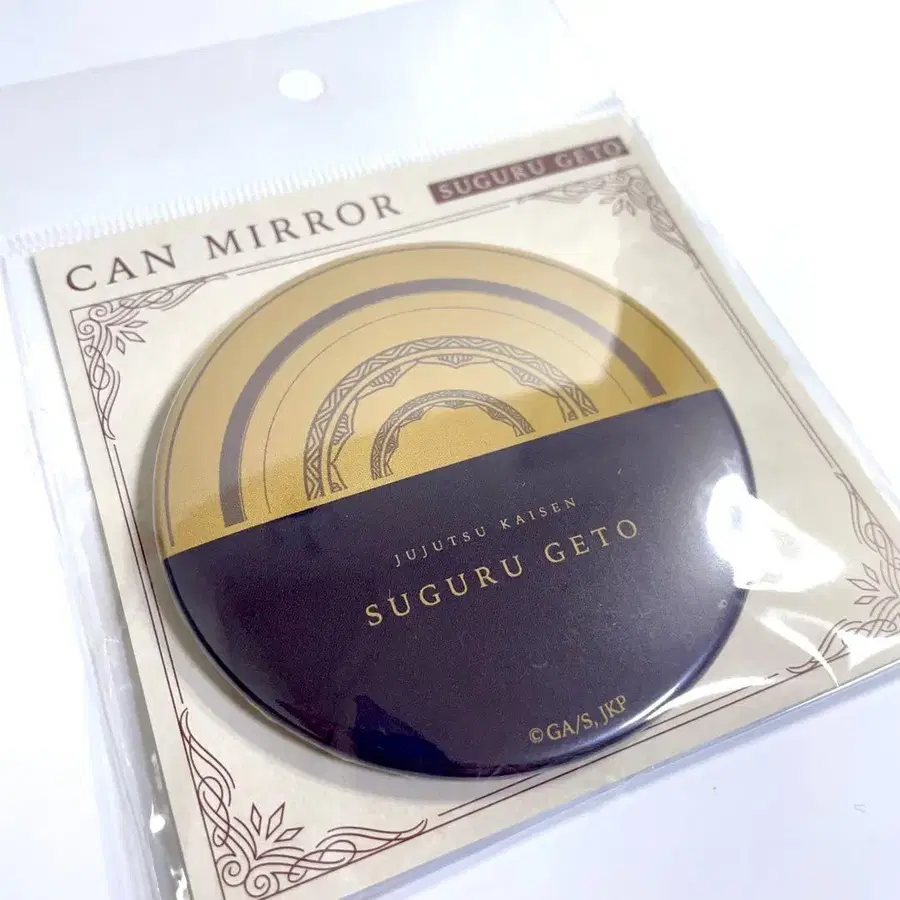 CAN MIRROR
SUGURU GETO
JUJUTSU KAISEN
SUGURU GETO
©GA/S, JKP